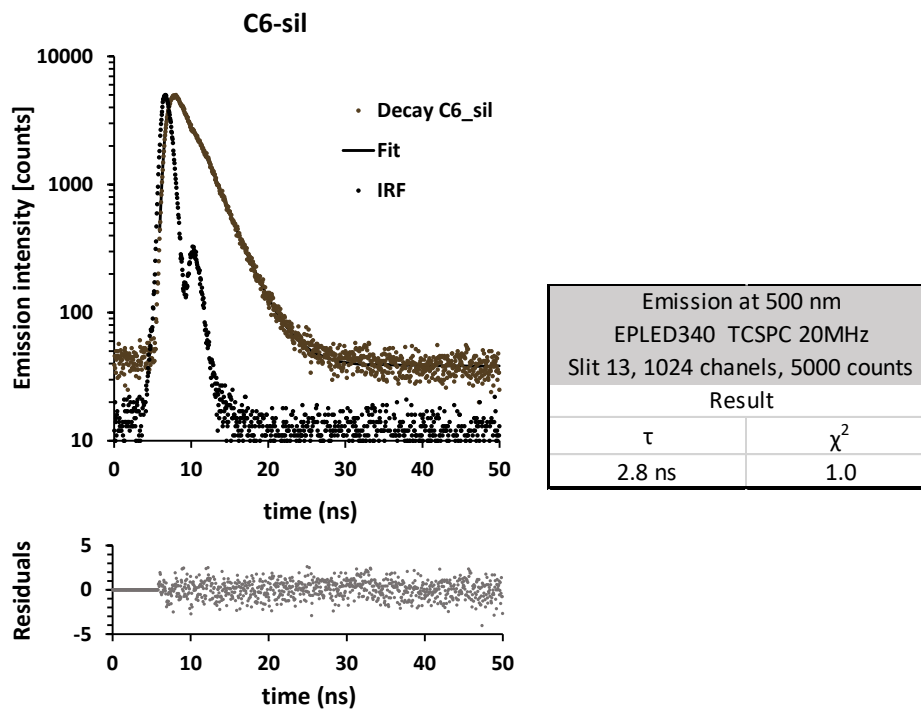 C6-sil
10000
1000
100
10
Emission intensity [counts]
Decay C6_sil
Fit
IRF
0 10 20 30 40 50
time (ns)
Emission at 500 nm
EPLED340 TCSPC 20MHz
Slit 13, 1024 chanels, 5000 counts
Result
τ χ²
2.8 ns 1.0
5
0
-5
Residuals
0 10 20 30 40 50
time (ns)